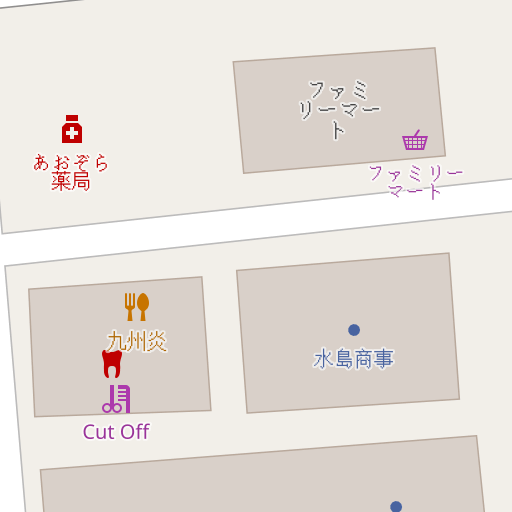 ファミ
リーマー
ト
あおぞら
薬局
ファミリー
マート
九州炎
水島商事
Cut Off